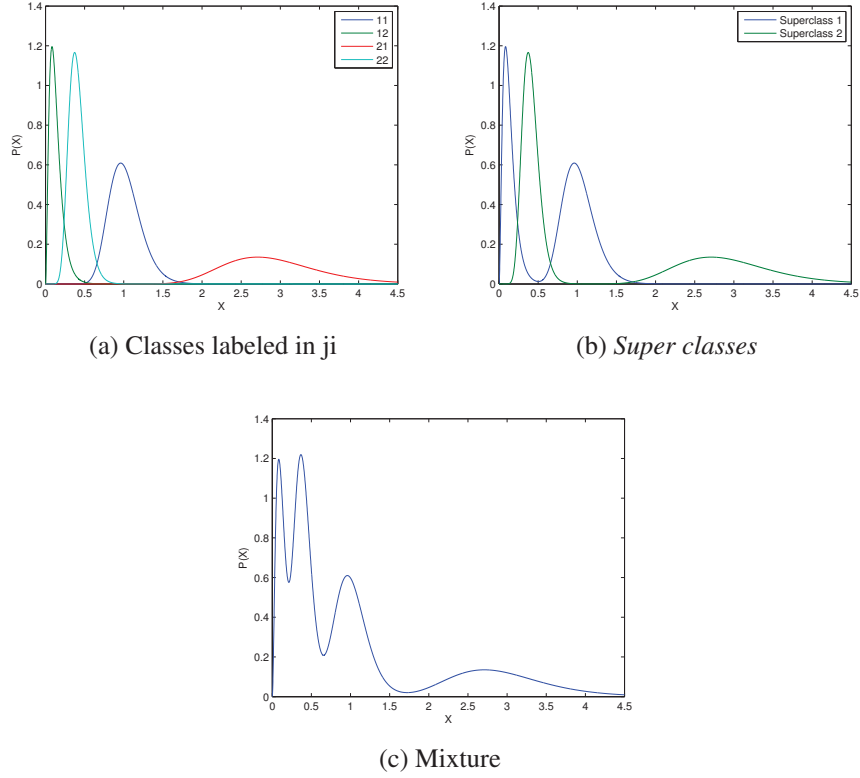 1.4
1.2
1
0.8
0.6
0.4
0.2
0
P(X)
0 0.5 1 1.5 2 2.5 3 3.5 4 4.5
X
11
12
21
22
(a) Classes labeled in ji
1.4
1.2
1
0.8
0.6
0.4
0.2
0
P(X)
0 0.5 1 1.5 2 2.5 3 3.5 4 4.5
X
Superclass 1
Superclass 2
(b) Super classes
1.4
1.2
1
0.8
0.6
0.4
0.2
0
P(X)
0 0.5 1 1.5 2 2.5 3 3.5 4 4.5
X
(c) Mixture